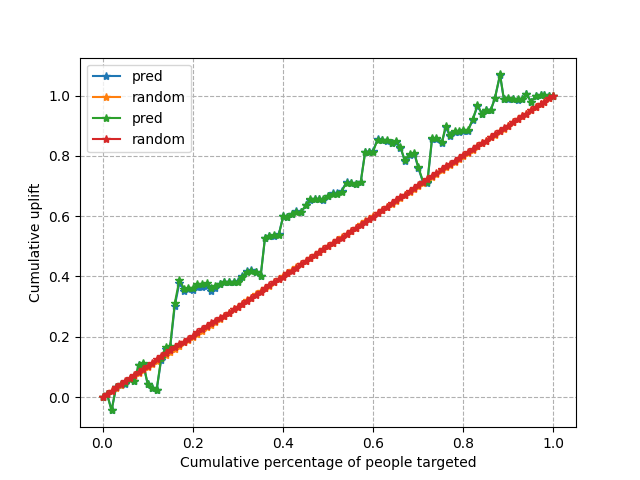 pred
random
pred
random
1.0
0.8
0.6
0.4
0.2
0.0
Cumulative uplift
0.0 0.2 0.4 0.6 0.8 1.0
Cumulative percentage of people targeted